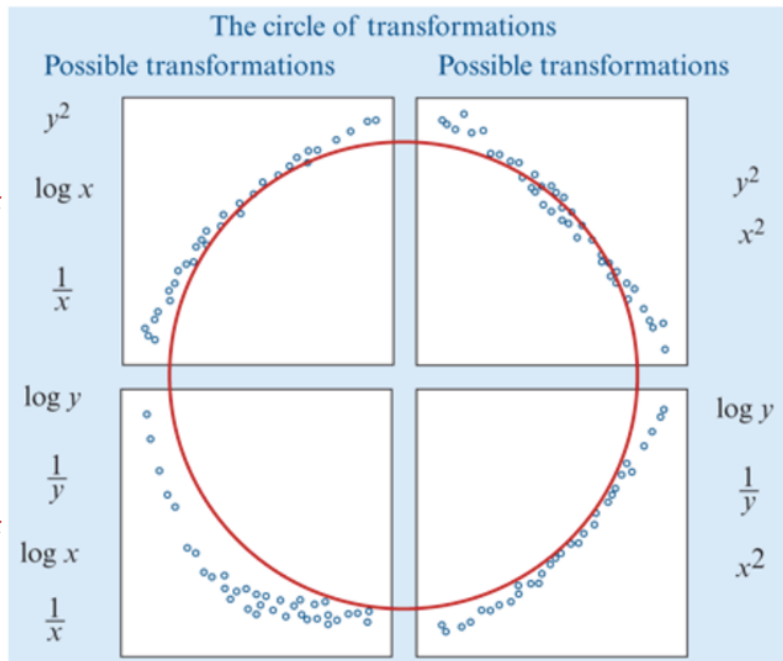 The circle of transformations
Possible transformations
Possible transformations
y²
log x
1/x
y²
x²
log y
1/y
log x
1/x
log y
1/y
x²